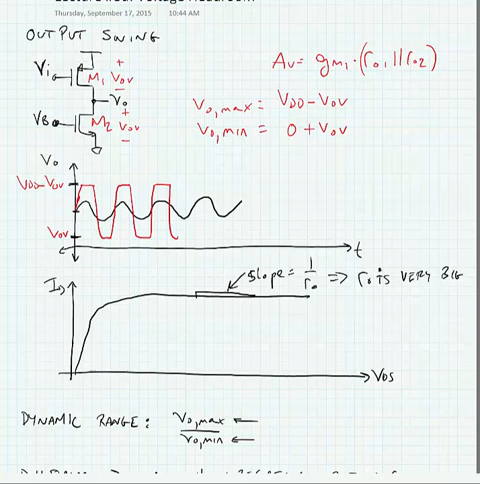 Thursday, September 17, 2015 10:44 AM
OUTPUT SWING
Vi
M1
+
Vov
−
Vo
VB
M2
+
Vov
−
Av = gm1·(ro1||ro2)
Vo,max = VDD−Vov
Vo,min = 0+Vov
Vo
VDD−Vov
Vov
t
ID
slope = 1/ro ⇒ ro is VERY BIG
VDS
DYNAMIC RANGE: Vo,max ←
Vo,min ←